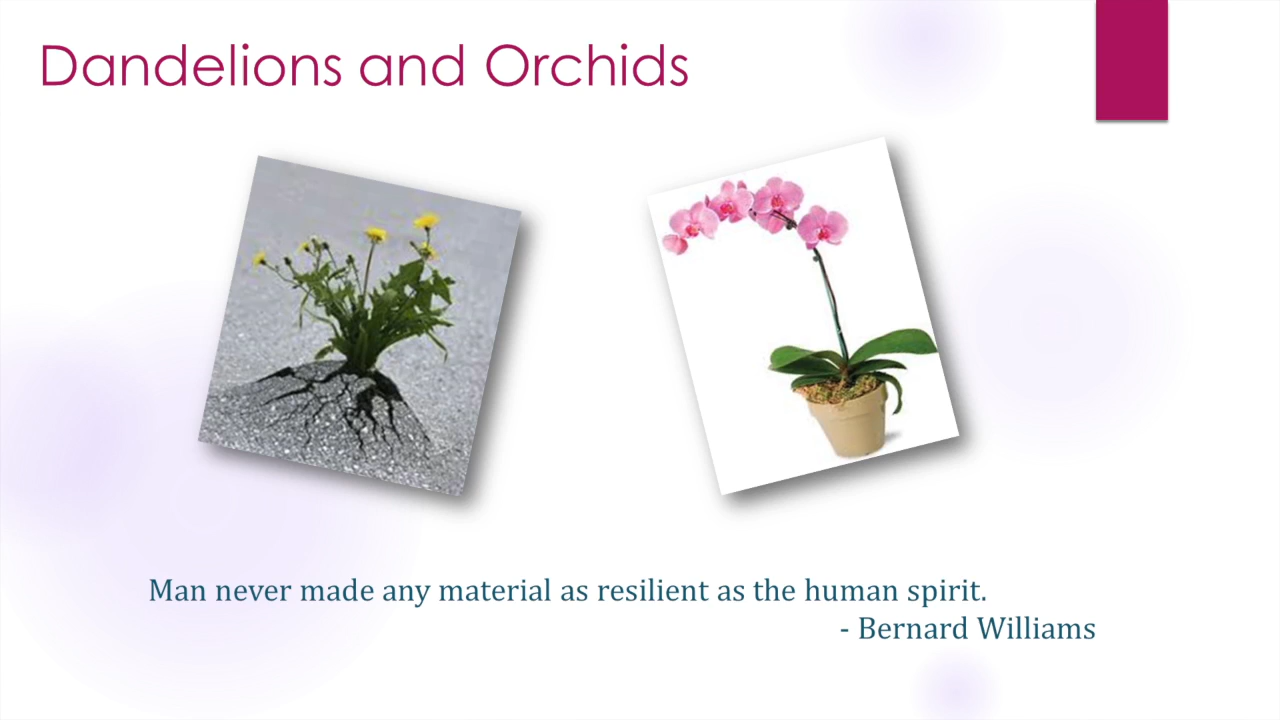 Dandelions and Orchids
Man never made any material as resilient as the human spirit.
- Bernard Williams